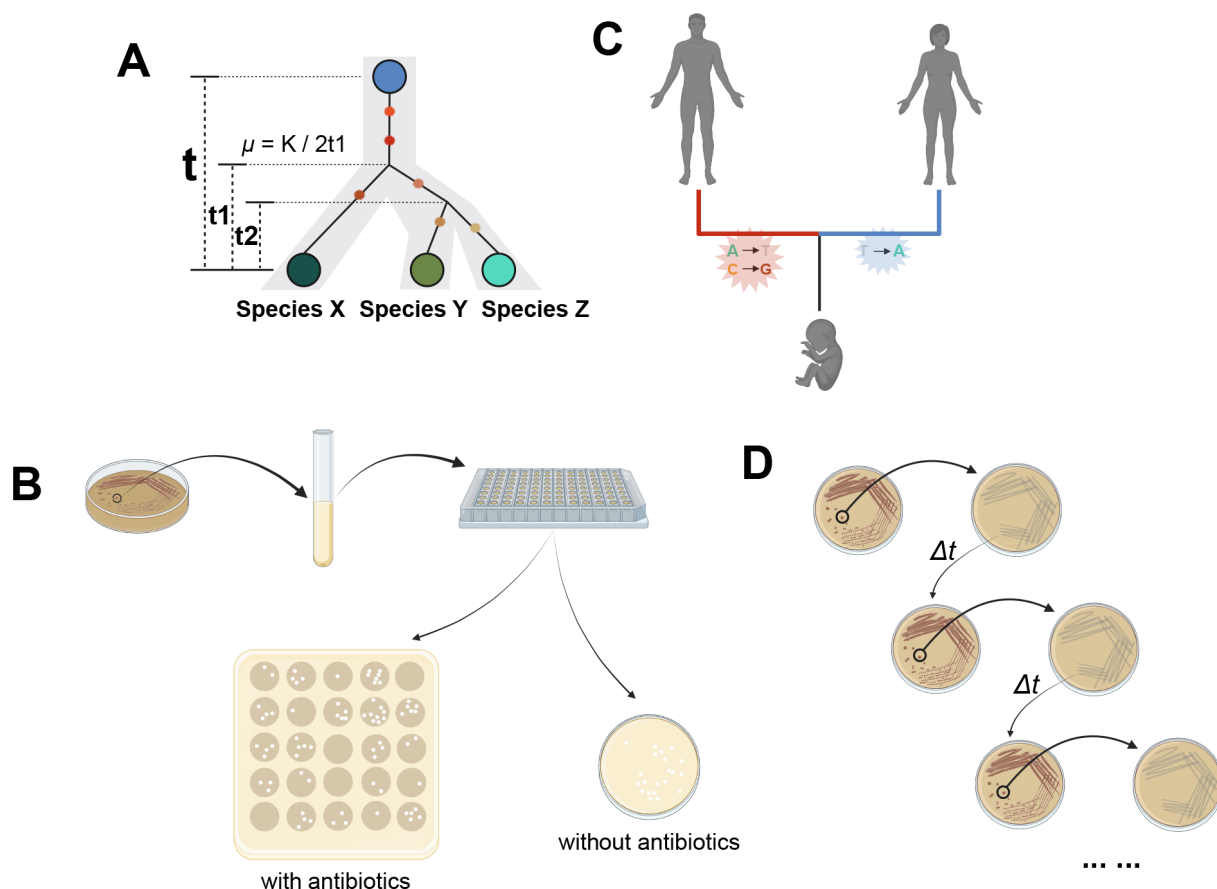 A
t
μ = K / 2t1
t1
t2
Species X Species Y Species Z
C
A → T
C → G
T → A
B
with antibiotics
without antibiotics
D
Δt
Δt
... ...